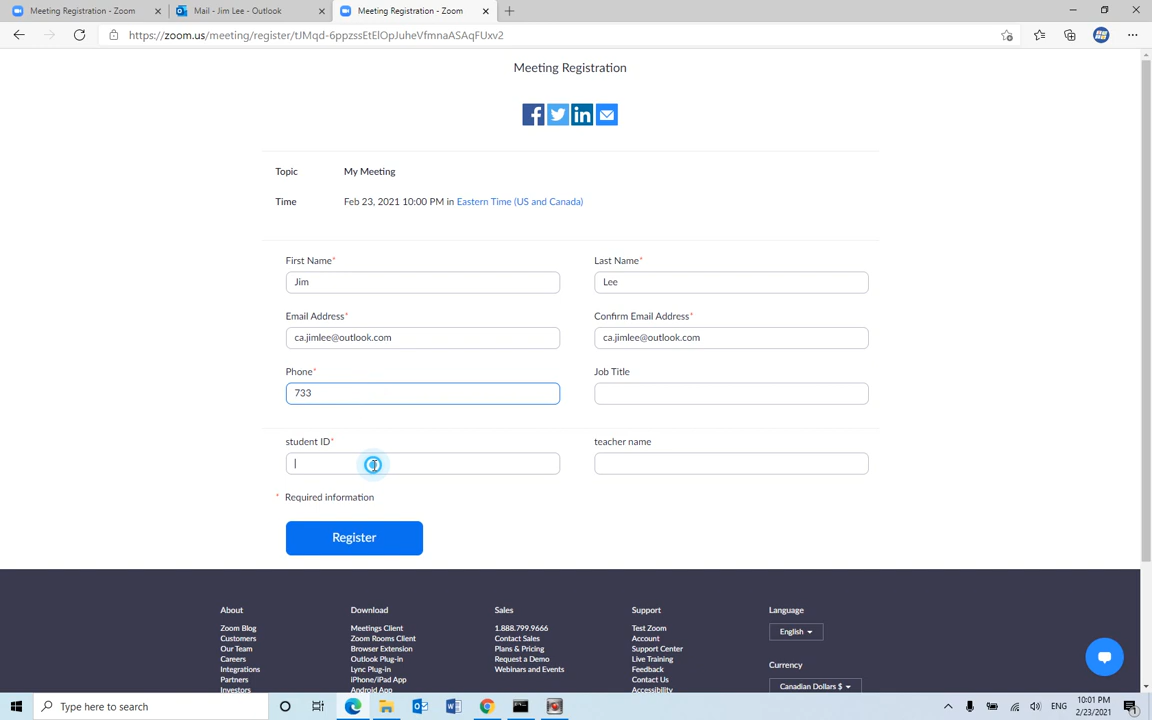 Meeting Registration - Zoom
Mail - Jim Lee - Outlook
Meeting Registration - Zoom
https://zoom.us/meeting/register/tJMqd-6ppzssEtElOpJuheVfmnaASAqFUxv2
Meeting Registration
Topic My Meeting
Time Feb 23, 2021 10:00 PM in Eastern Time (US and Canada)
First Name* Last Name*
Jim Lee
Email Address* Confirm Email Address*
ca.jimlee@outlook.com ca.jimlee@outlook.com
Phone* Job Title
733
student ID* teacher name
* Required information
Register
About Download Sales Support Language
Zoom Blog Meetings Client 1.888.799.9666 Test Zoom English
Customers Zoom Rooms Client Contact Sales Account
Our Team Browser Extension Plans & Pricing Support Center
Careers Outlook Plug-in Request a Demo Live Training Currency
Integrations Lync Plug-in Webinars and Events Feedback
Partners iPhone/iPad App Contact Us Canadian Dollars $
Investors Android App Accessibility
Type here to search
ENG
10:01 PM
2/23/2021